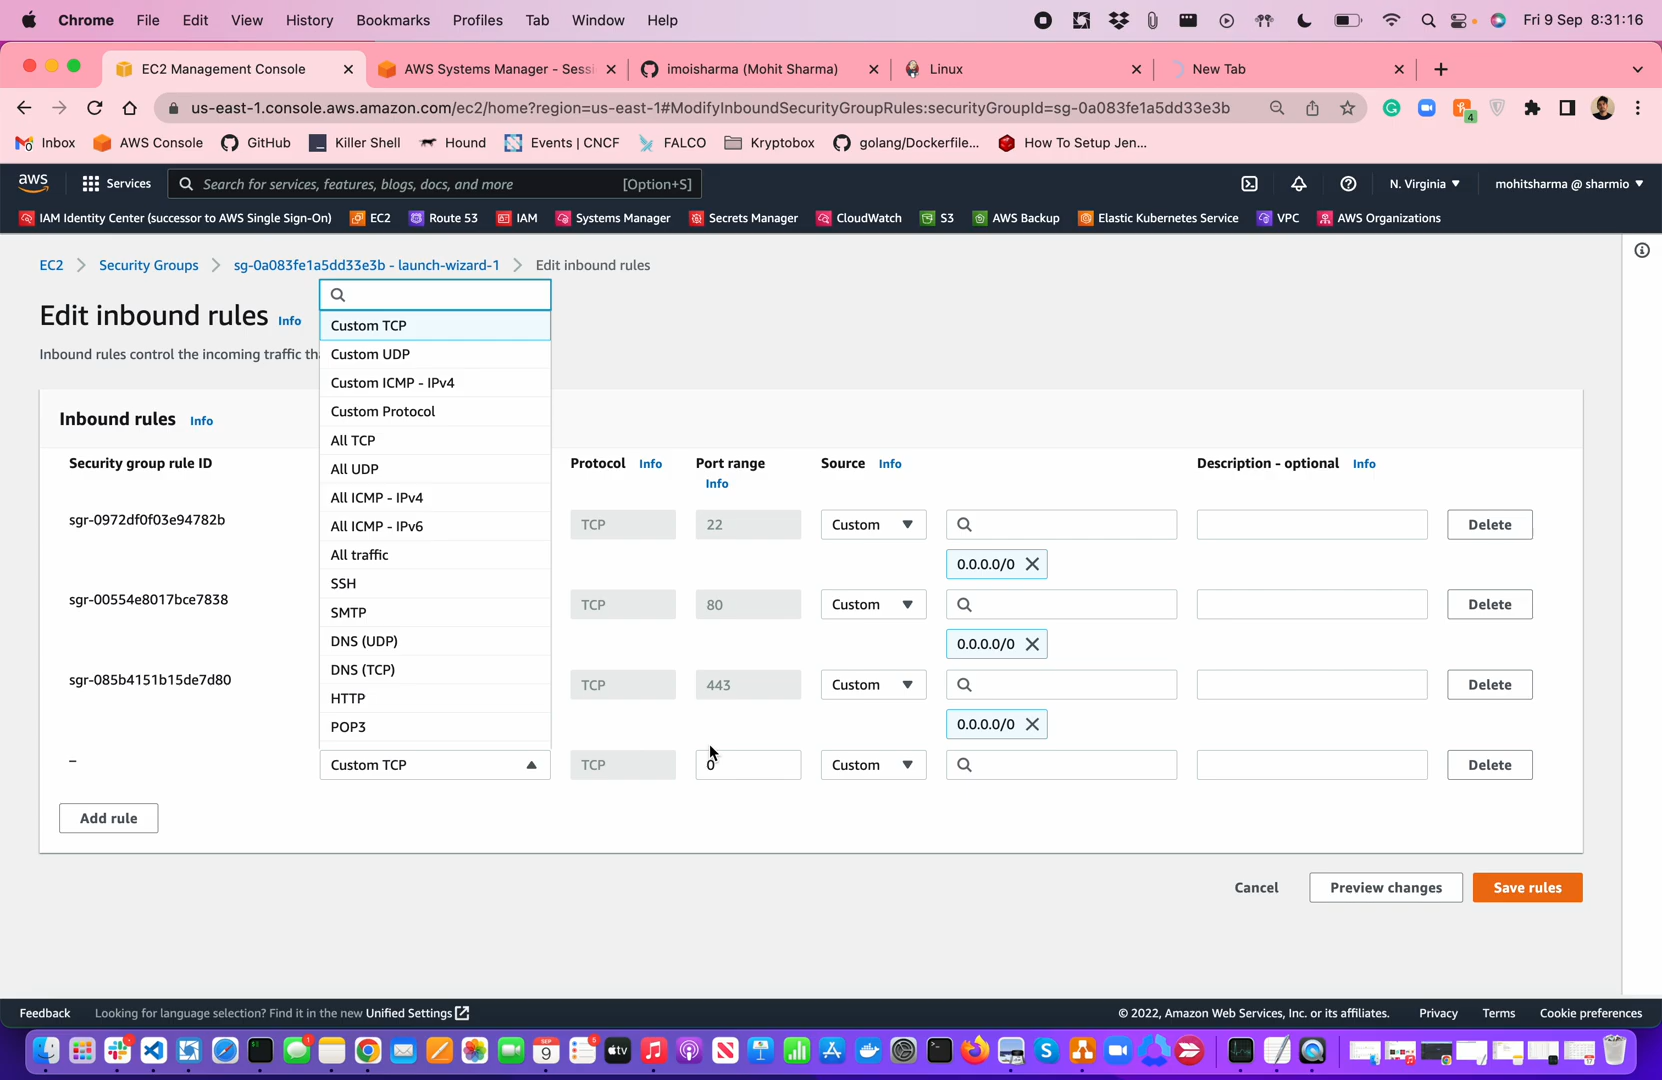 Chrome File Edit View History Bookmarks Profiles Tab Window Help Fri 9 Sep 8:31:16
EC2 Management Console AWS Systems Manager - Sessi imoisharma (Mohit Sharma) Linux New Tab
us-east-1.console.aws.amazon.com/ec2/home?region=us-east-1#ModifyInboundSecurityGroupRules:securityGroupId=sg-0a083fe1a5dd33e3b 4
Inbox AWS Console GitHub Killer Shell Hound Events | CNCF FALCO Kryptobox golang/Dockerfile... How To Setup Jen...
aws Services Search for services, features, blogs, docs, and more [Option+S] N. Virginia mohitsharma @ sharmio
IAM Identity Center (successor to AWS Single Sign-On) EC2 Route 53 IAM Systems Manager Secrets Manager CloudWatch S3 AWS Backup Elastic Kubernetes Service VPC AWS Organizations
EC2 Security Groups sg-0a083fe1a5dd33e3b - launch-wizard-1 Edit inbound rules
Edit inbound rules Info
Custom TCP
Inbound rules control the incoming traffic th
Custom UDP
Custom ICMP - IPv4
Custom Protocol
Inbound rules Info
All TCP
Security group rule ID Protocol Info Port range Info Source Info Description - optional Info
All UDP
All ICMP - IPv4
sgr-0972df0f03e94782b TCP 22 Custom Delete
All ICMP - IPv6
All traffic
0.0.0.0/0
SSH
sgr-00554e8017bce7838 TCP 80 Custom Delete
SMTP
DNS (UDP)
0.0.0.0/0
DNS (TCP)
sgr-085b4151b15de7d80 TCP 443 Custom Delete
HTTP
POP3
0.0.0.0/0
– Custom TCP TCP 0 Custom Delete
Add rule
Cancel Preview changes Save rules
Feedback Looking for language selection? Find it in the new Unified Settings © 2022, Amazon Web Services, Inc. or its affiliates. Privacy Terms Cookie preferences